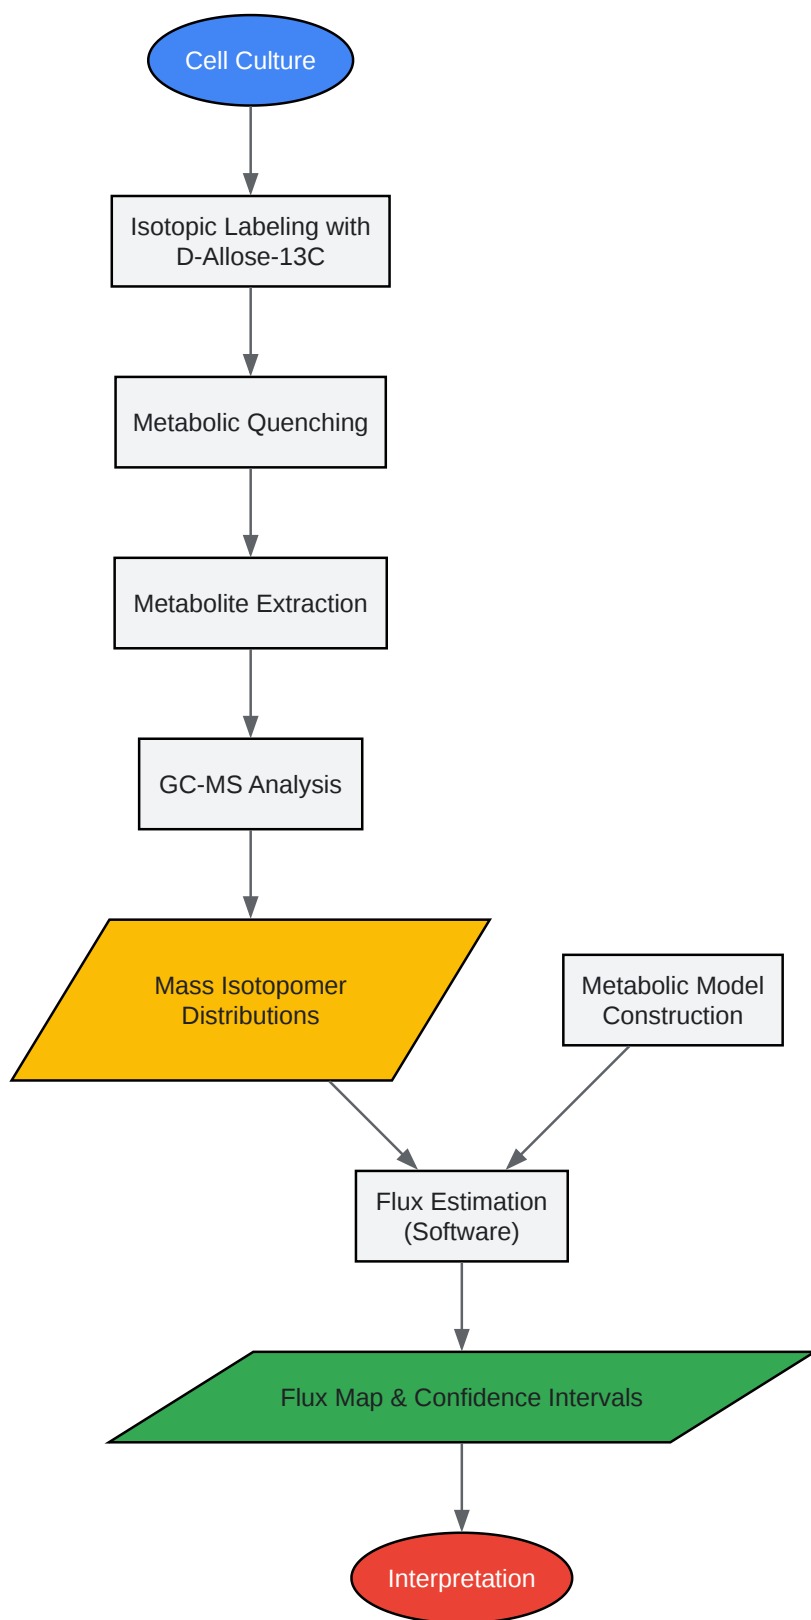 Cell Culture
Isotopic Labeling with
D-Allose-13C
Metabolic Quenching
Metabolite Extraction
GC-MS Analysis
Mass Isotopomer
Distributions
Metabolic Model
Construction
Flux Estimation
(Software)
Flux Map & Confidence Intervals
Interpretation